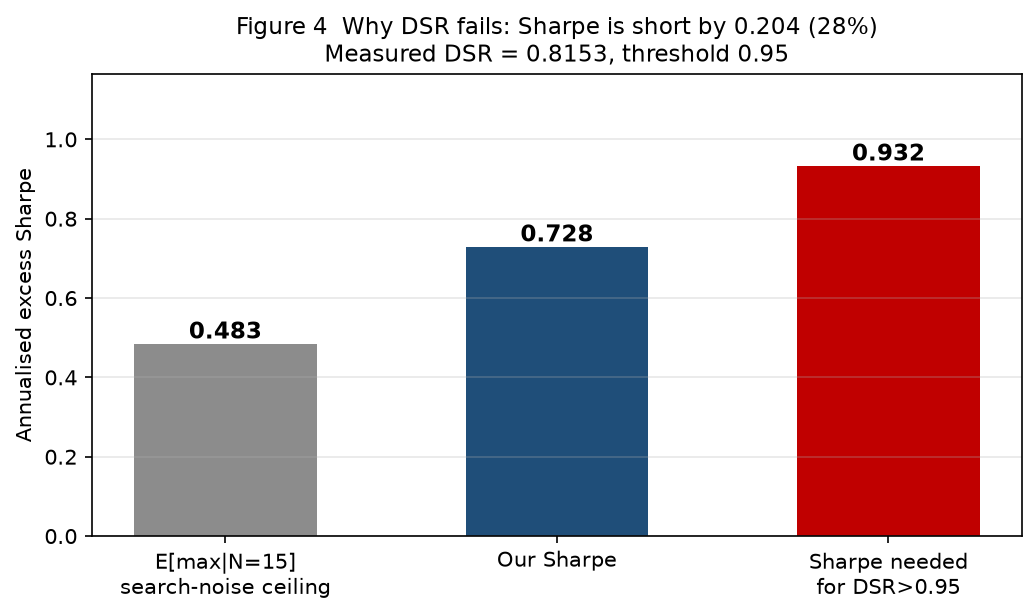 Figure 4  Why DSR fails: Sharpe is short by 0.204 (28%)
Measured DSR = 0.8153, threshold 0.95
Annualised excess Sharpe
1.0
0.8
0.6
0.4
0.2
0.0
0.483
0.728
0.932
E[max|N=15]
search-noise ceiling
Our Sharpe
Sharpe needed
for DSR>0.95